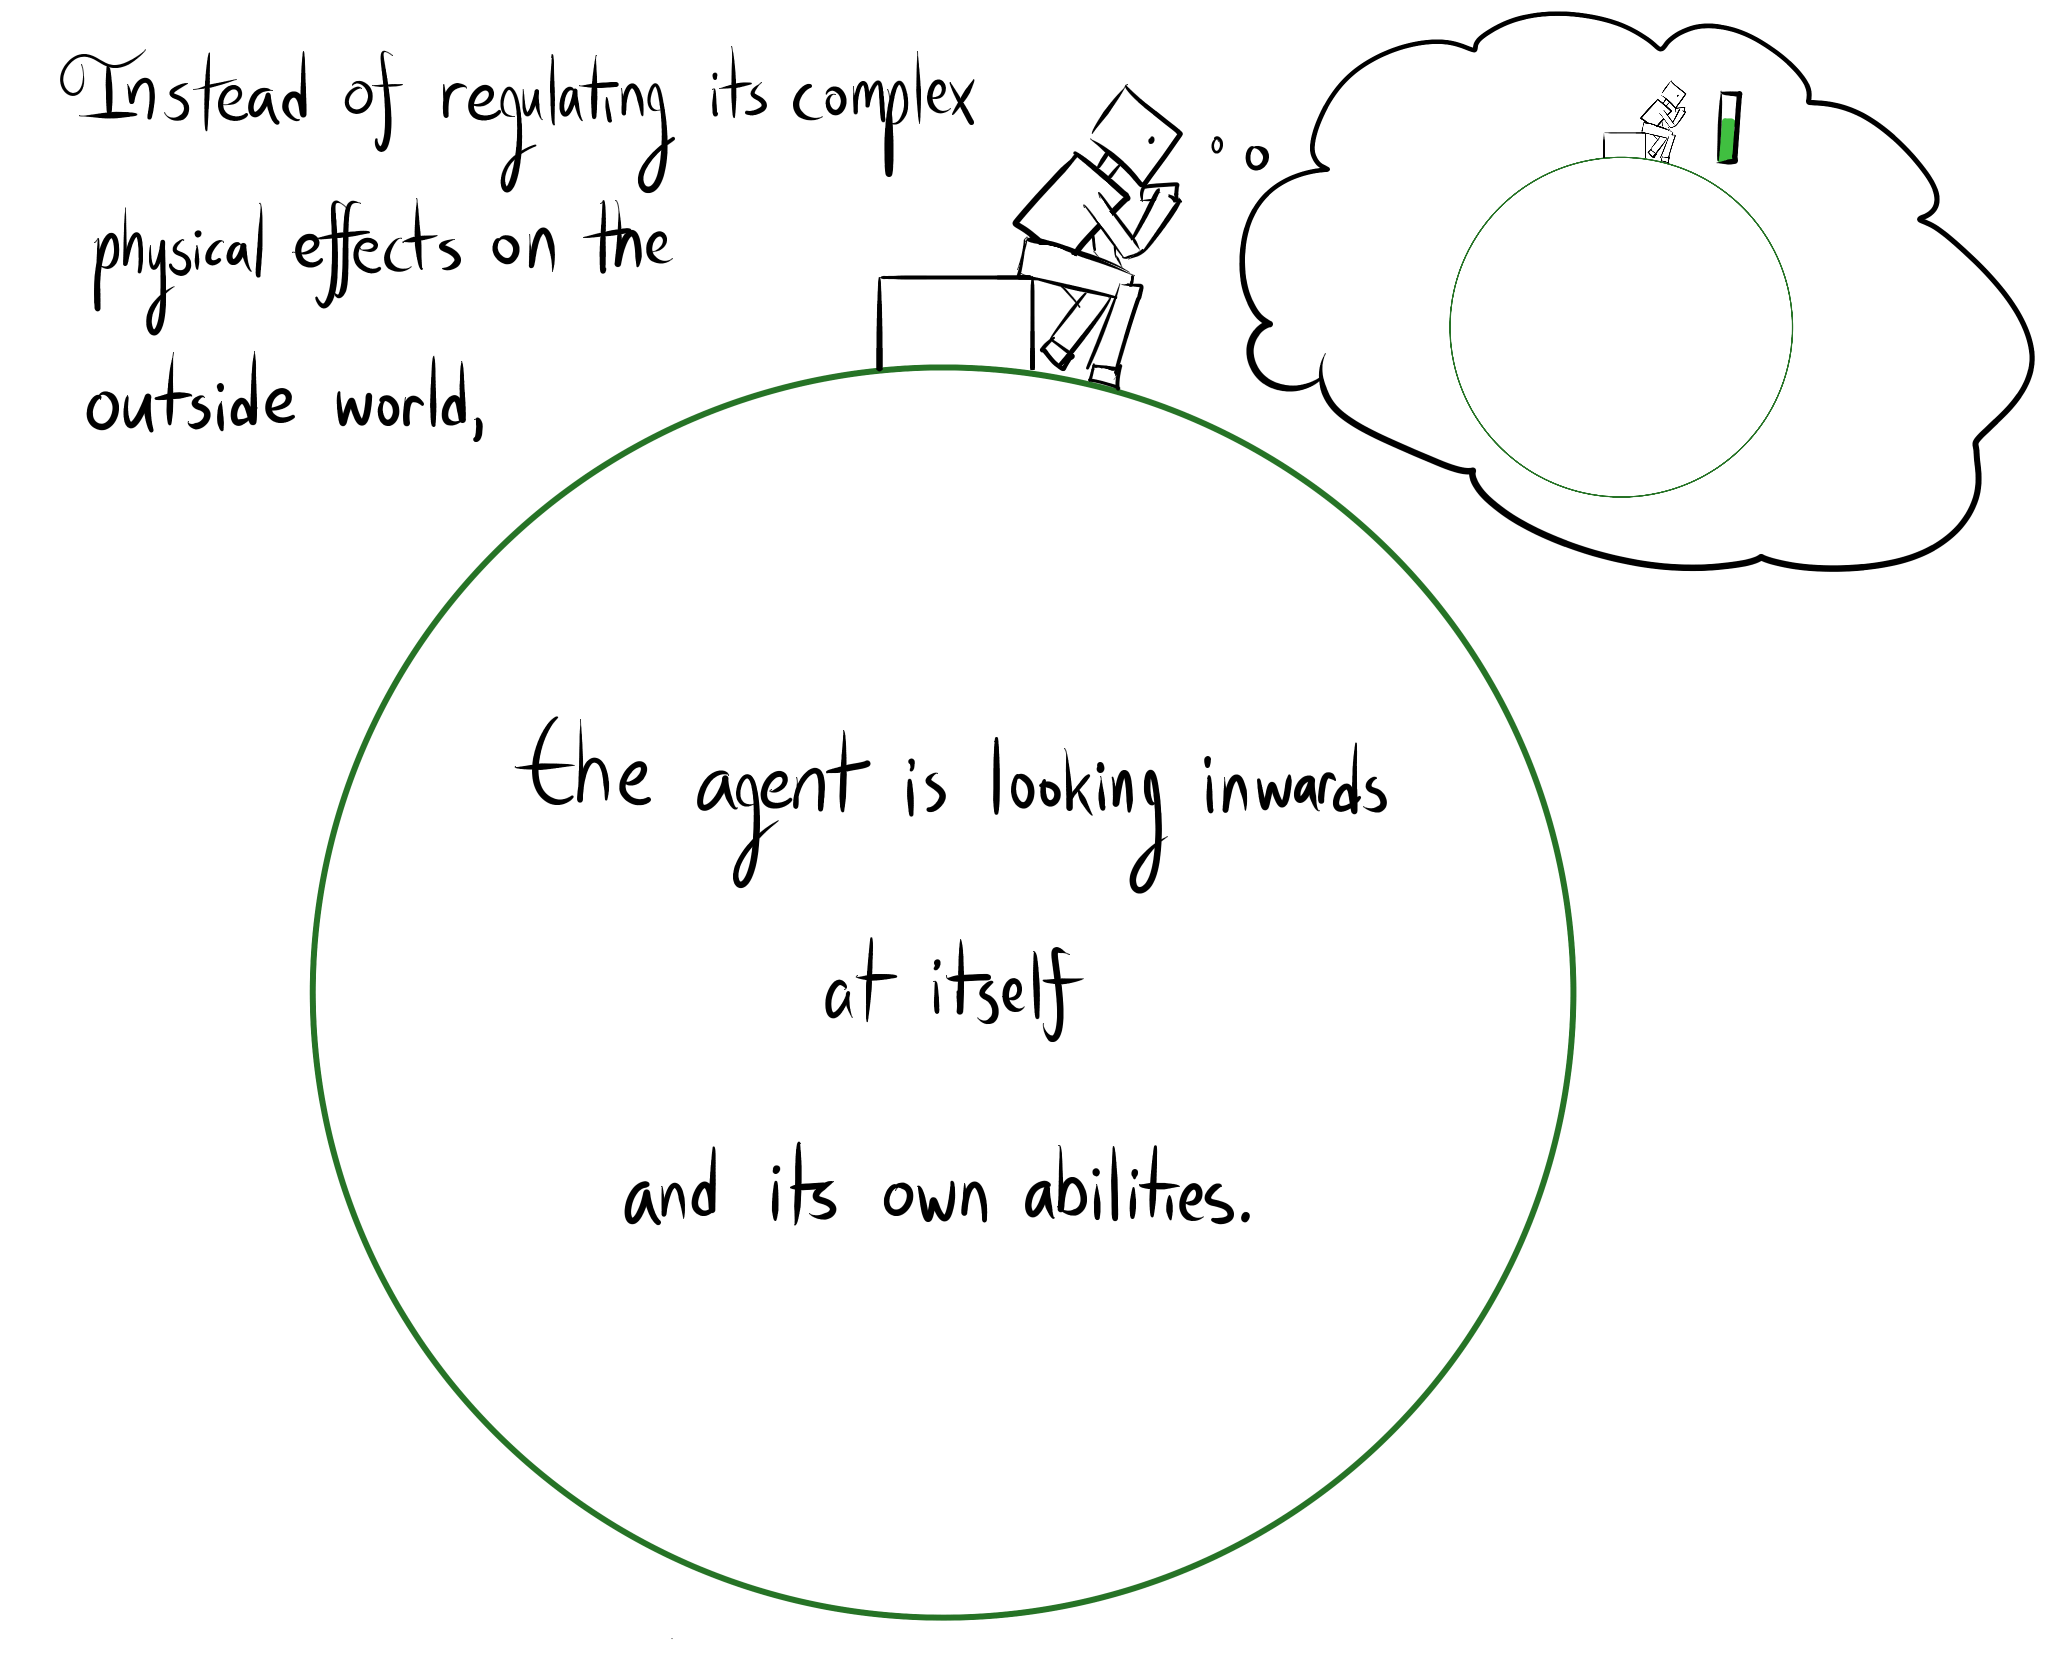 Instead of regulating its complex
physical effects on the
outside world,
the agent is looking inwards
at itself
and its own abilities.